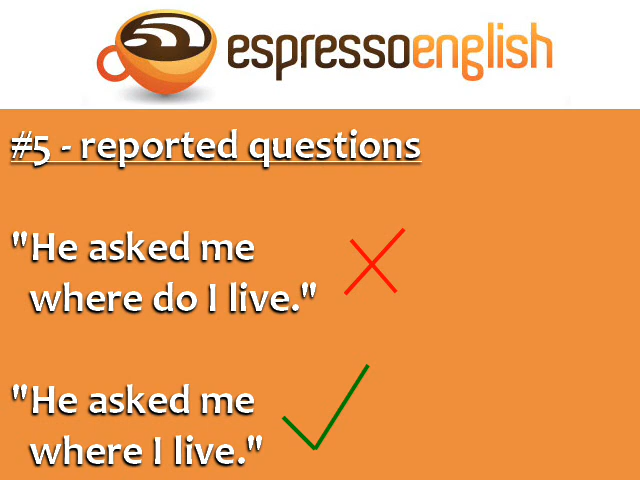 espressoenglish
#5 - reported questions
"He asked me
where do I live."
"He asked me
where I live."